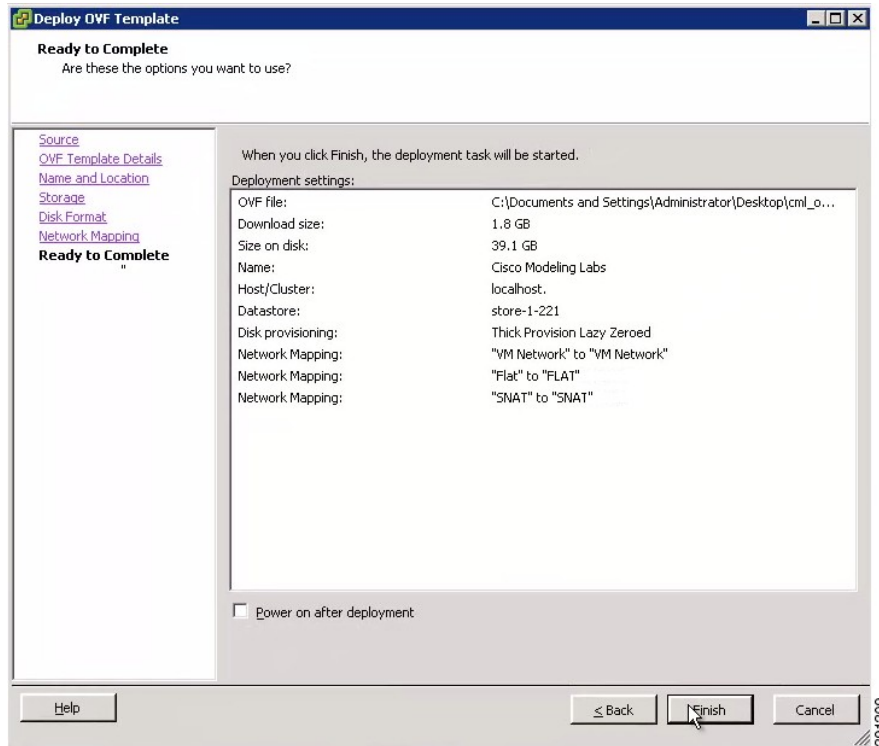 Deploy OVF Template
Ready to Complete
Are these the options you want to use?
Source
OVF Template Details
Name and Location
Storage
Disk Format
Network Mapping
Ready to Complete
When you click Finish, the deployment task will be started.
Deployment settings:
OVF file: C:\Documents and Settings\Administrator\Desktop\cml_o...
Download size: 1.8 GB
Size on disk: 39.1 GB
Name: Cisco Modeling Labs
Host/Cluster: localhost.
Datastore: store-1-221
Disk provisioning: Thick Provision Lazy Zeroed
Network Mapping: "VM Network" to "VM Network"
Network Mapping: "Flat" to "FLAT"
Network Mapping: "SNAT" to "SNAT"
Power on after deployment
Help
< Back
Finish
Cancel